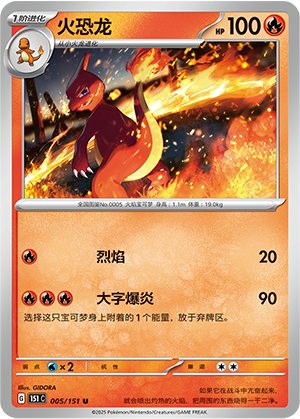 1阶进化
火恐龙
HP 100
从小火龙进化
全国图鉴No.0005 火焰宝可梦 身高:1.1m 体重:19.0kg
烈焰 20
大字爆炎 90
选择这只宝可梦身上附着的1个能量,放于弃牌区。
弱点 ×2 抗性 撤退
Illus. GIDORA
G 151 C 005/151 U
如果它在战斗中亢奋起来,
就会喷出灼热的火焰,把周围的东西烧得一干二净。
©2025 Pokémon/Nintendo/Creatures/GAME FREAK.